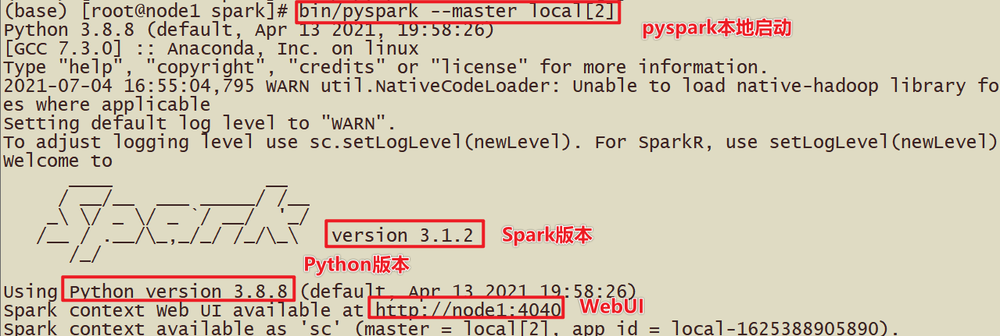 (base) [root@node1 spark]# bin/pyspark --master local[2]
pyspark本地启动
Python 3.8.8 (default, Apr 13 2021, 19:58:26)
[GCC 7.3.0] :: Anaconda, Inc. on linux
Type "help", "copyright", "credits" or "license" for more information.
2021-07-04 16:55:04,795 WARN util.NativeCodeLoader: Unable to load native-hadoop library fo
es where applicable
Setting default log level to "WARN".
To adjust logging level use sc.setLogLevel(newLevel). For SparkR, use setLogLevel(newLevel)
Welcome to
      ____              __
     / __/__  ___ _____/ /__
    _\ \/ _ \/ _ `/ __/  '_/
   /__ / .__/\_,_/_/ /_/\_\   version 3.1.2 Spark版本
      /_/
Python版本
Using Python version 3.8.8 (default, Apr 13 2021 19:58:26)
Spark context Web UI available at http://node1:4040 WebUI
Spark context available as 'sc' (master = local[2], app id = local-1625388905890).